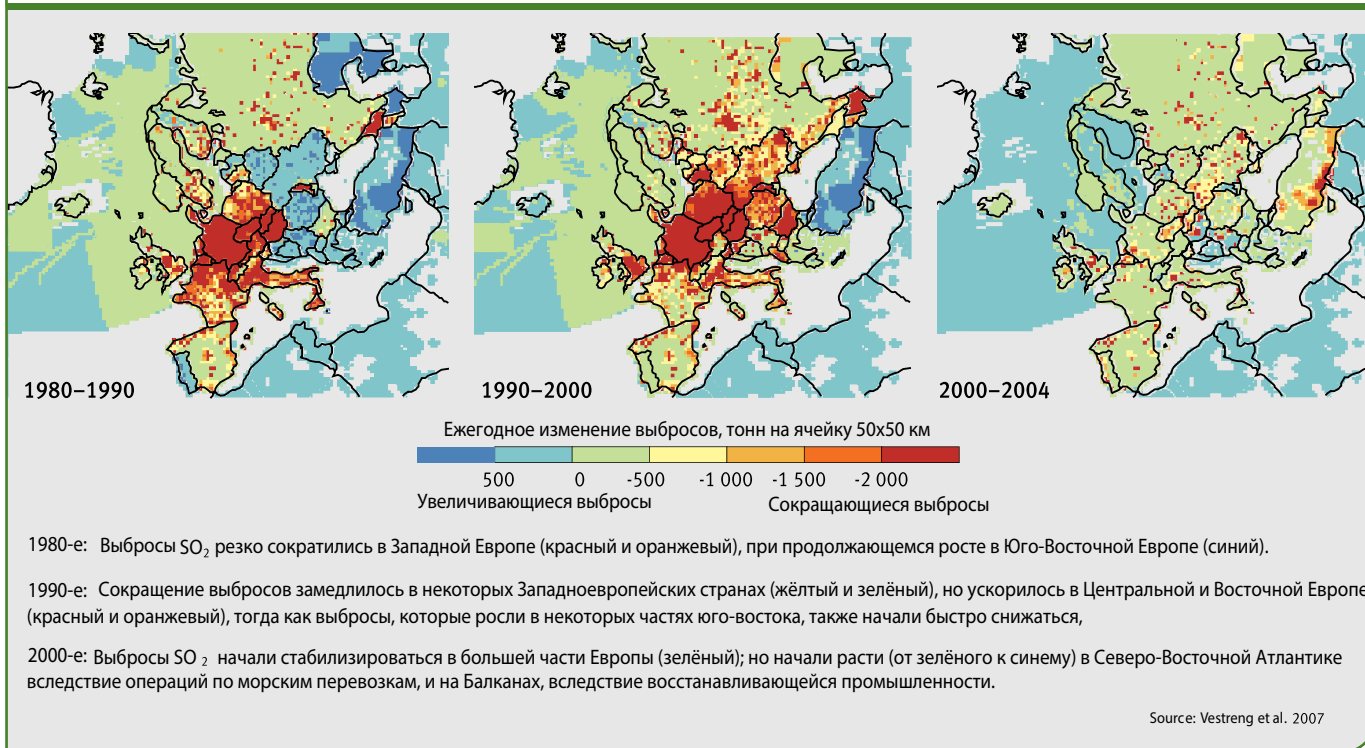 1980–1990
1990–2000
2000–2004
Ежегодное изменение выбросов, тонн на ячейку 50x50 км
500 0 -500 -1 000 -1 500 -2 000
Увеличивающиеся выбросы Сокращающиеся выбросы
1980-е: Выбросы SO2 резко сократились в Западной Европе (красный и оранжевый), при продолжающемся росте в Юго-Восточной Европе (синий).
1990-е: Сокращение выбросов замедлилось в некоторых Западноевропейских странах (жёлтый и зелёный), но ускорилось в Центральной и Восточной Европе
(красный и оранжевый), тогда как выбросы, которые росли в некоторых частях юго-востока, также начали быстро снижаться,
2000-е: Выбросы SO 2 начали стабилизироваться в большей части Европы (зелёный); но начали расти (от зелёного к синему) в Северо-Восточной Атлантике
вследствие операций по морским перевозкам, и на Балканах, вследствие восстанавливающейся промышленности.
Source: Vestreng et al. 2007